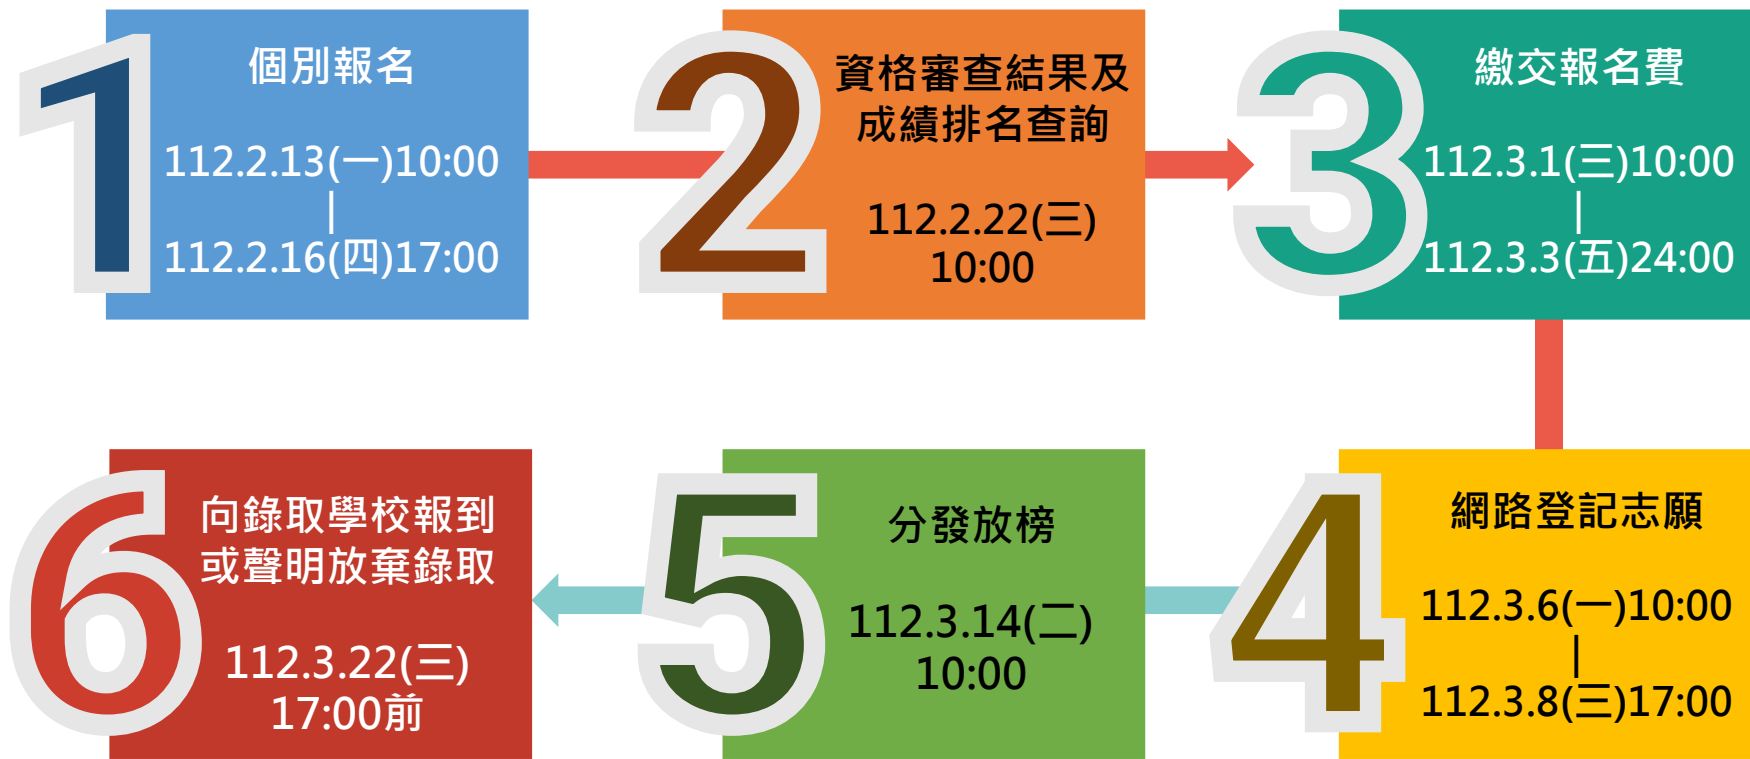 1
個別報名
112.2.13(一)10:00
|
112.2.16(四)17:00
2
資格審查結果及
成績排名查詢
112.2.22(三)
10:00
3
繳交報名費
112.3.1(三)10:00
|
112.3.3(五)24:00
4
網路登記志願
112.3.6(一)10:00
|
112.3.8(三)17:00
5
分發放榜
112.3.14(二)
10:00
6
向錄取學校報到
或聲明放棄錄取
112.3.22(三)
17:00前